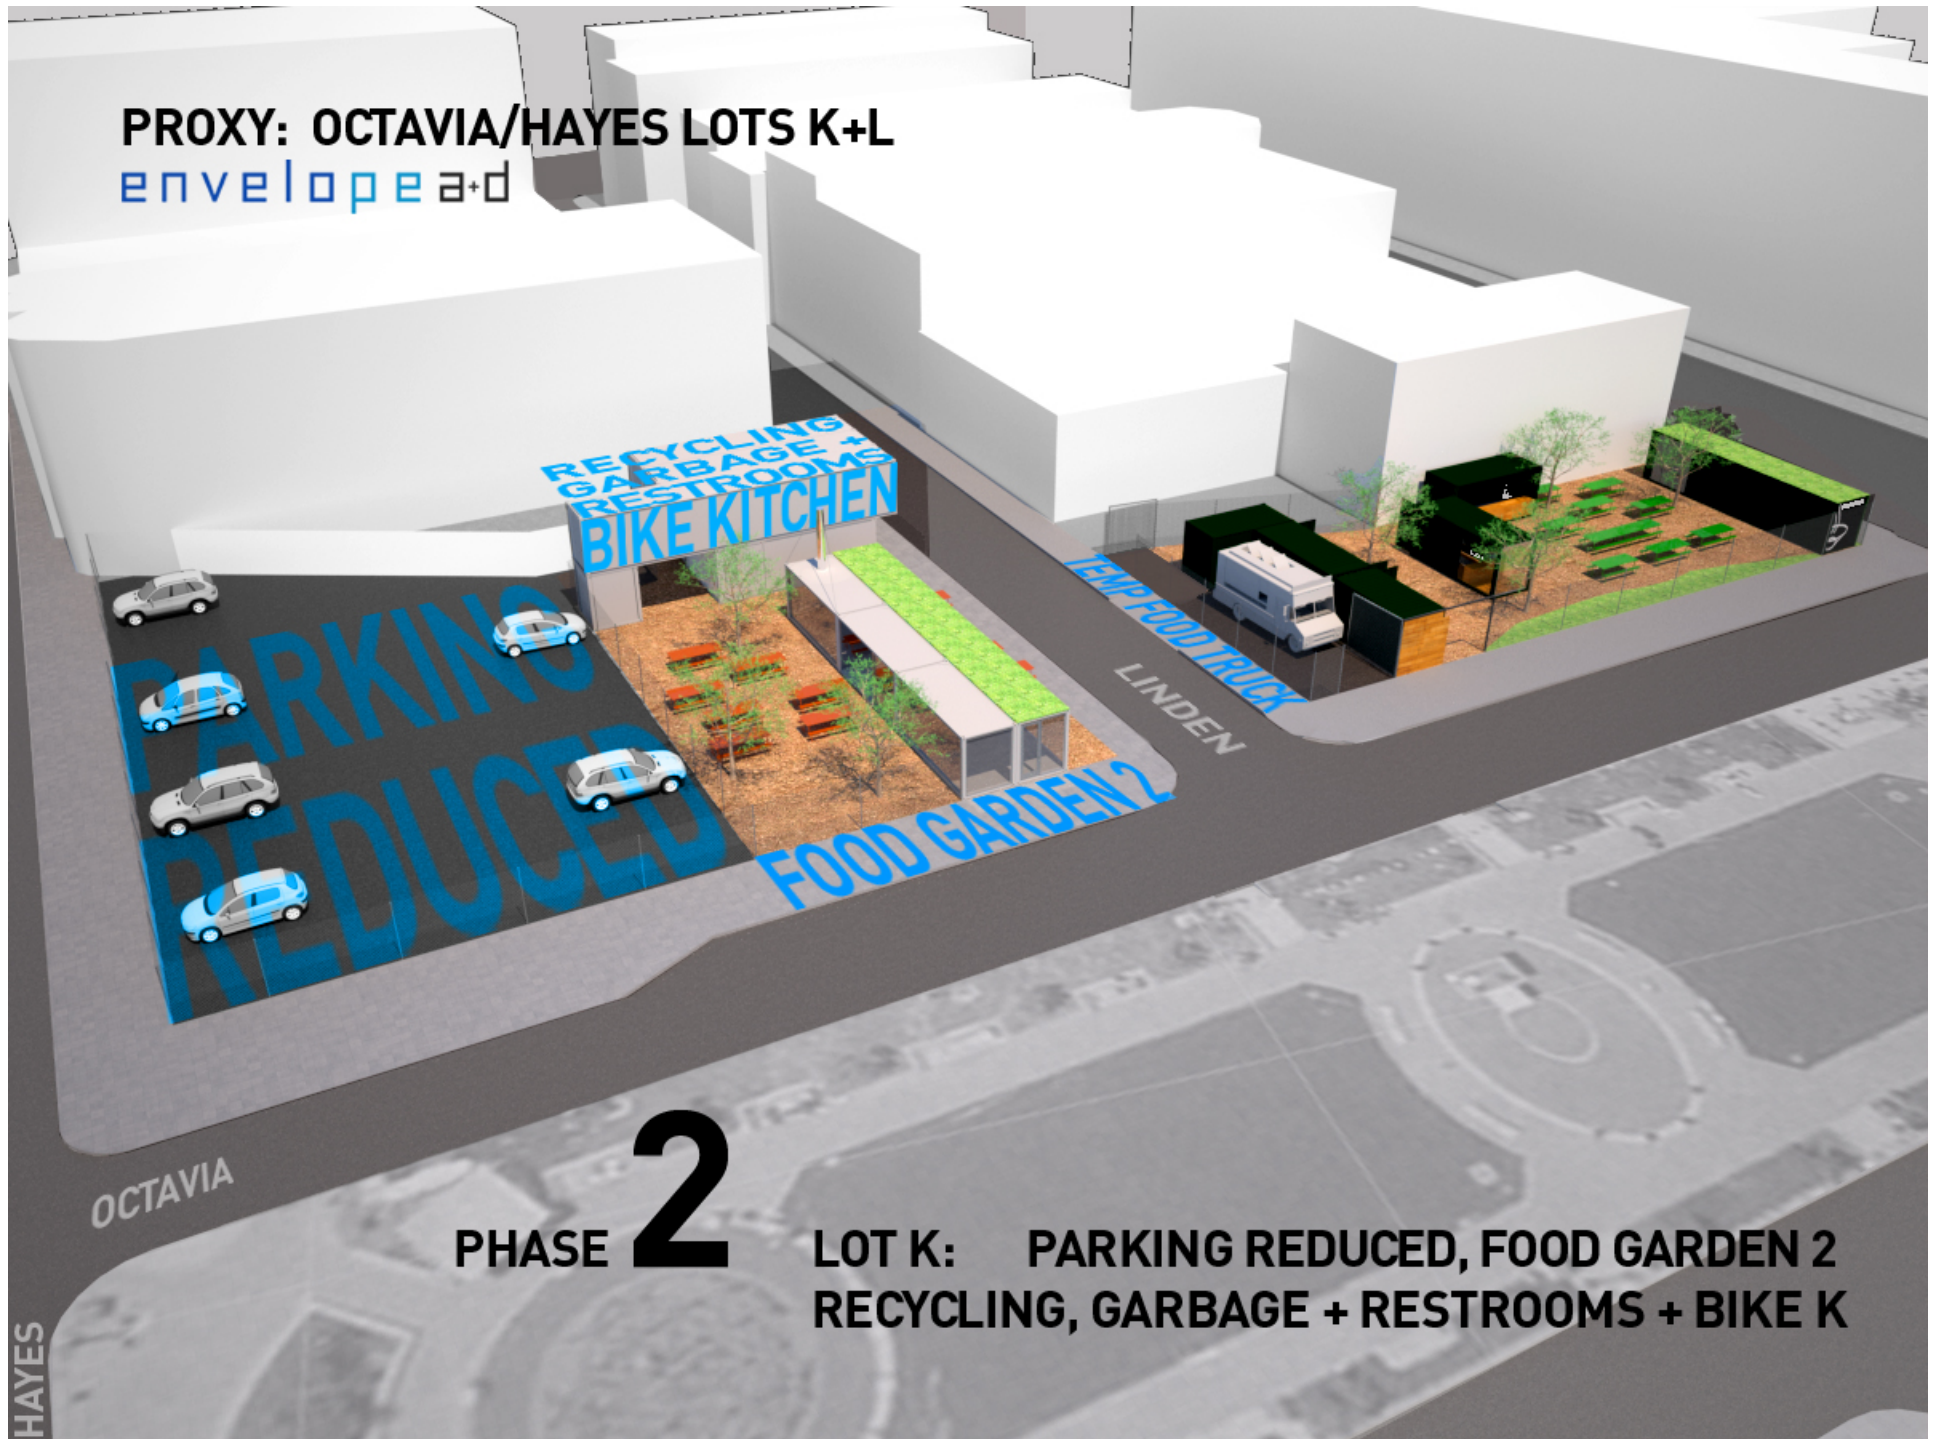 PROXY: OCTAVIA/HAYES LOTS K+L
envelopea+d
RECYCLING
GARBAGE +
RESTROOMS
BIKE KITCHEN
PARKING
REDUCED
FOOD GARDEN 2
TEMP FOOD TRUCK
LINDEN
OCTAVIA
HAYES
PHASE 2
LOT K: PARKING REDUCED, FOOD GARDEN 2
RECYCLING, GARBAGE + RESTROOMS + BIKE K